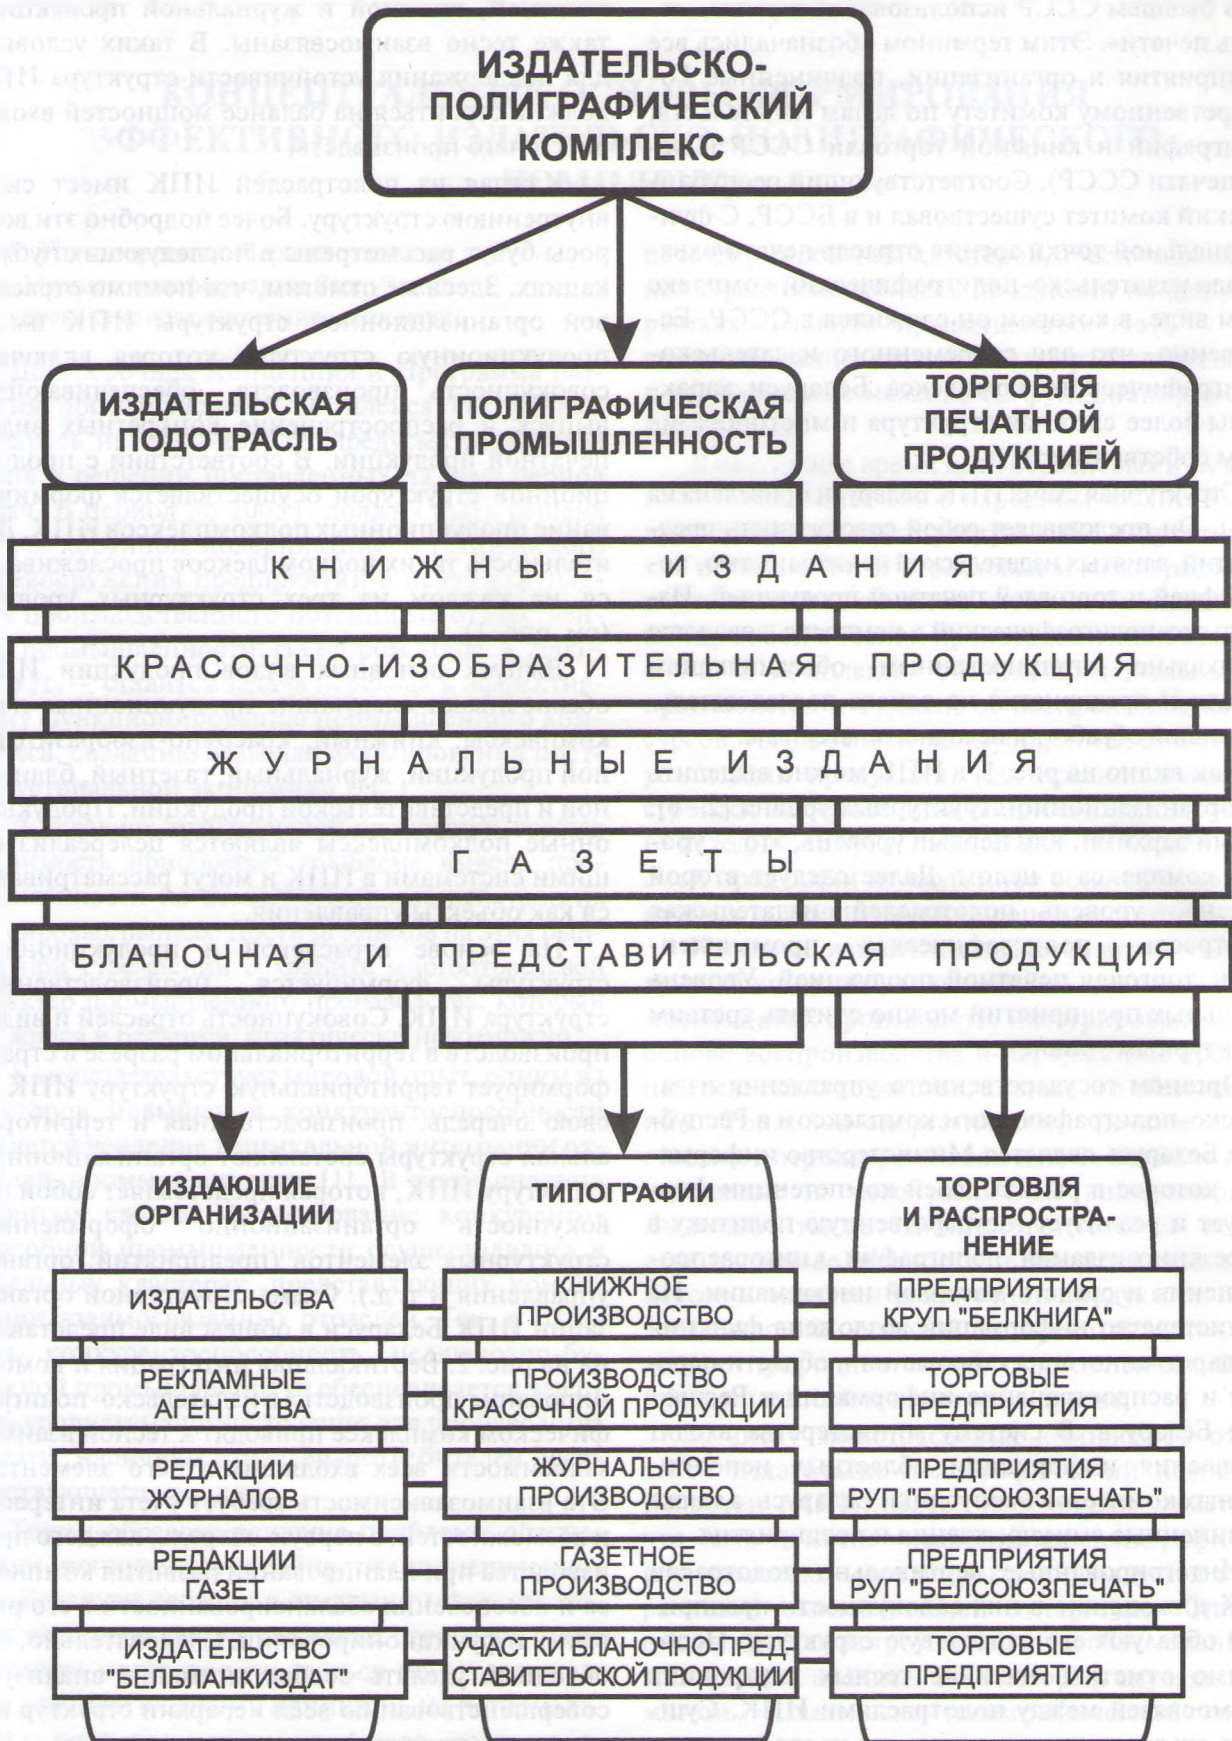 ИЗДАТЕЛЬСКО-
ПОЛИГРАФИЧЕСКИЙ
КОМПЛЕКС
ИЗДАТЕЛЬСКАЯ
ПОДОТРАСЛЬ
ПОЛИГРАФИЧЕСКАЯ
ПРОМЫШЛЕННОСТЬ
ТОРГОВЛЯ
ПЕЧАТНОЙ
ПРОДУКЦИЕЙ
КНИЖНЫЕ ИЗДАНИЯ
КРАСОЧНО-ИЗОБРАЗИТЕЛЬНАЯ ПРОДУКЦИЯ
ЖУРНАЛЬНЫЕ ИЗДАНИЯ
ГАЗЕТЫ
БЛАНОЧНАЯ И ПРЕДСТАВИТЕЛЬСКАЯ ПРОДУКЦИЯ
ИЗДАЮЩИЕ
ОРГАНИЗАЦИИ
ИЗДАТЕЛЬСТВА
РЕКЛАМНЫЕ
АГЕНТСТВА
РЕДАКЦИИ
ЖУРНАЛОВ
РЕДАКЦИИ
ГАЗЕТ
ИЗДАТЕЛЬСТВО
"БЕЛБЛАНКИЗДАТ"
ТИПОГРАФИИ
КНИЖНОЕ
ПРОИЗВОДСТВО
ПРОИЗВОДСТВО
КРАСОЧНОЙ ПРОДУКЦИИ
ЖУРНАЛЬНОЕ
ПРОИЗВОДСТВО
ГАЗЕТНОЕ
ПРОИЗВОДСТВО
УЧАСТКИ БЛАНОЧНО-ПРЕД-
СТАВИТЕЛЬСКОЙ ПРОДУКЦИИ
ТОРГОВЛЯ
И РАСПРОСТРА-
НЕНИЕ
ПРЕДПРИЯТИЯ
КГУП "БЕЛКНИГА"
ТОРГОВЫЕ
ПРЕДПРИЯТИЯ
ПРЕДПРИЯТИЯ
РУП "БЕЛСОЮЗПЕЧАТЬ"
ПРЕДПРИЯТИЯ
РУП "БЕЛСОЮЗПЕЧАТЬ"
ТОРГОВЫЕ
ПРЕДПРИЯТИЯ